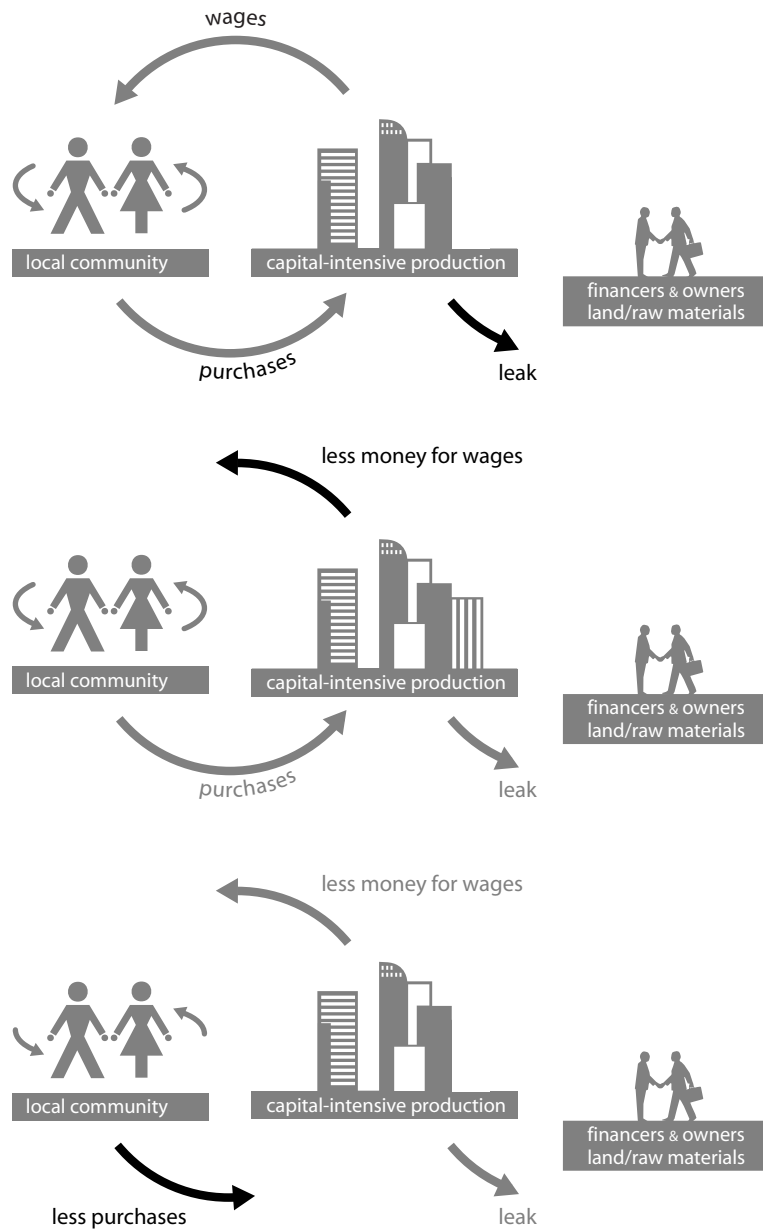 wages
local community
capital-intensive production
financers & owners
land/raw materials
purchases
leak
less money for wages
local community
capital-intensive production
financers & owners
land/raw materials
purchases
leak
less money for wages
local community
capital-intensive production
financers & owners
land/raw materials
less purchases
leak